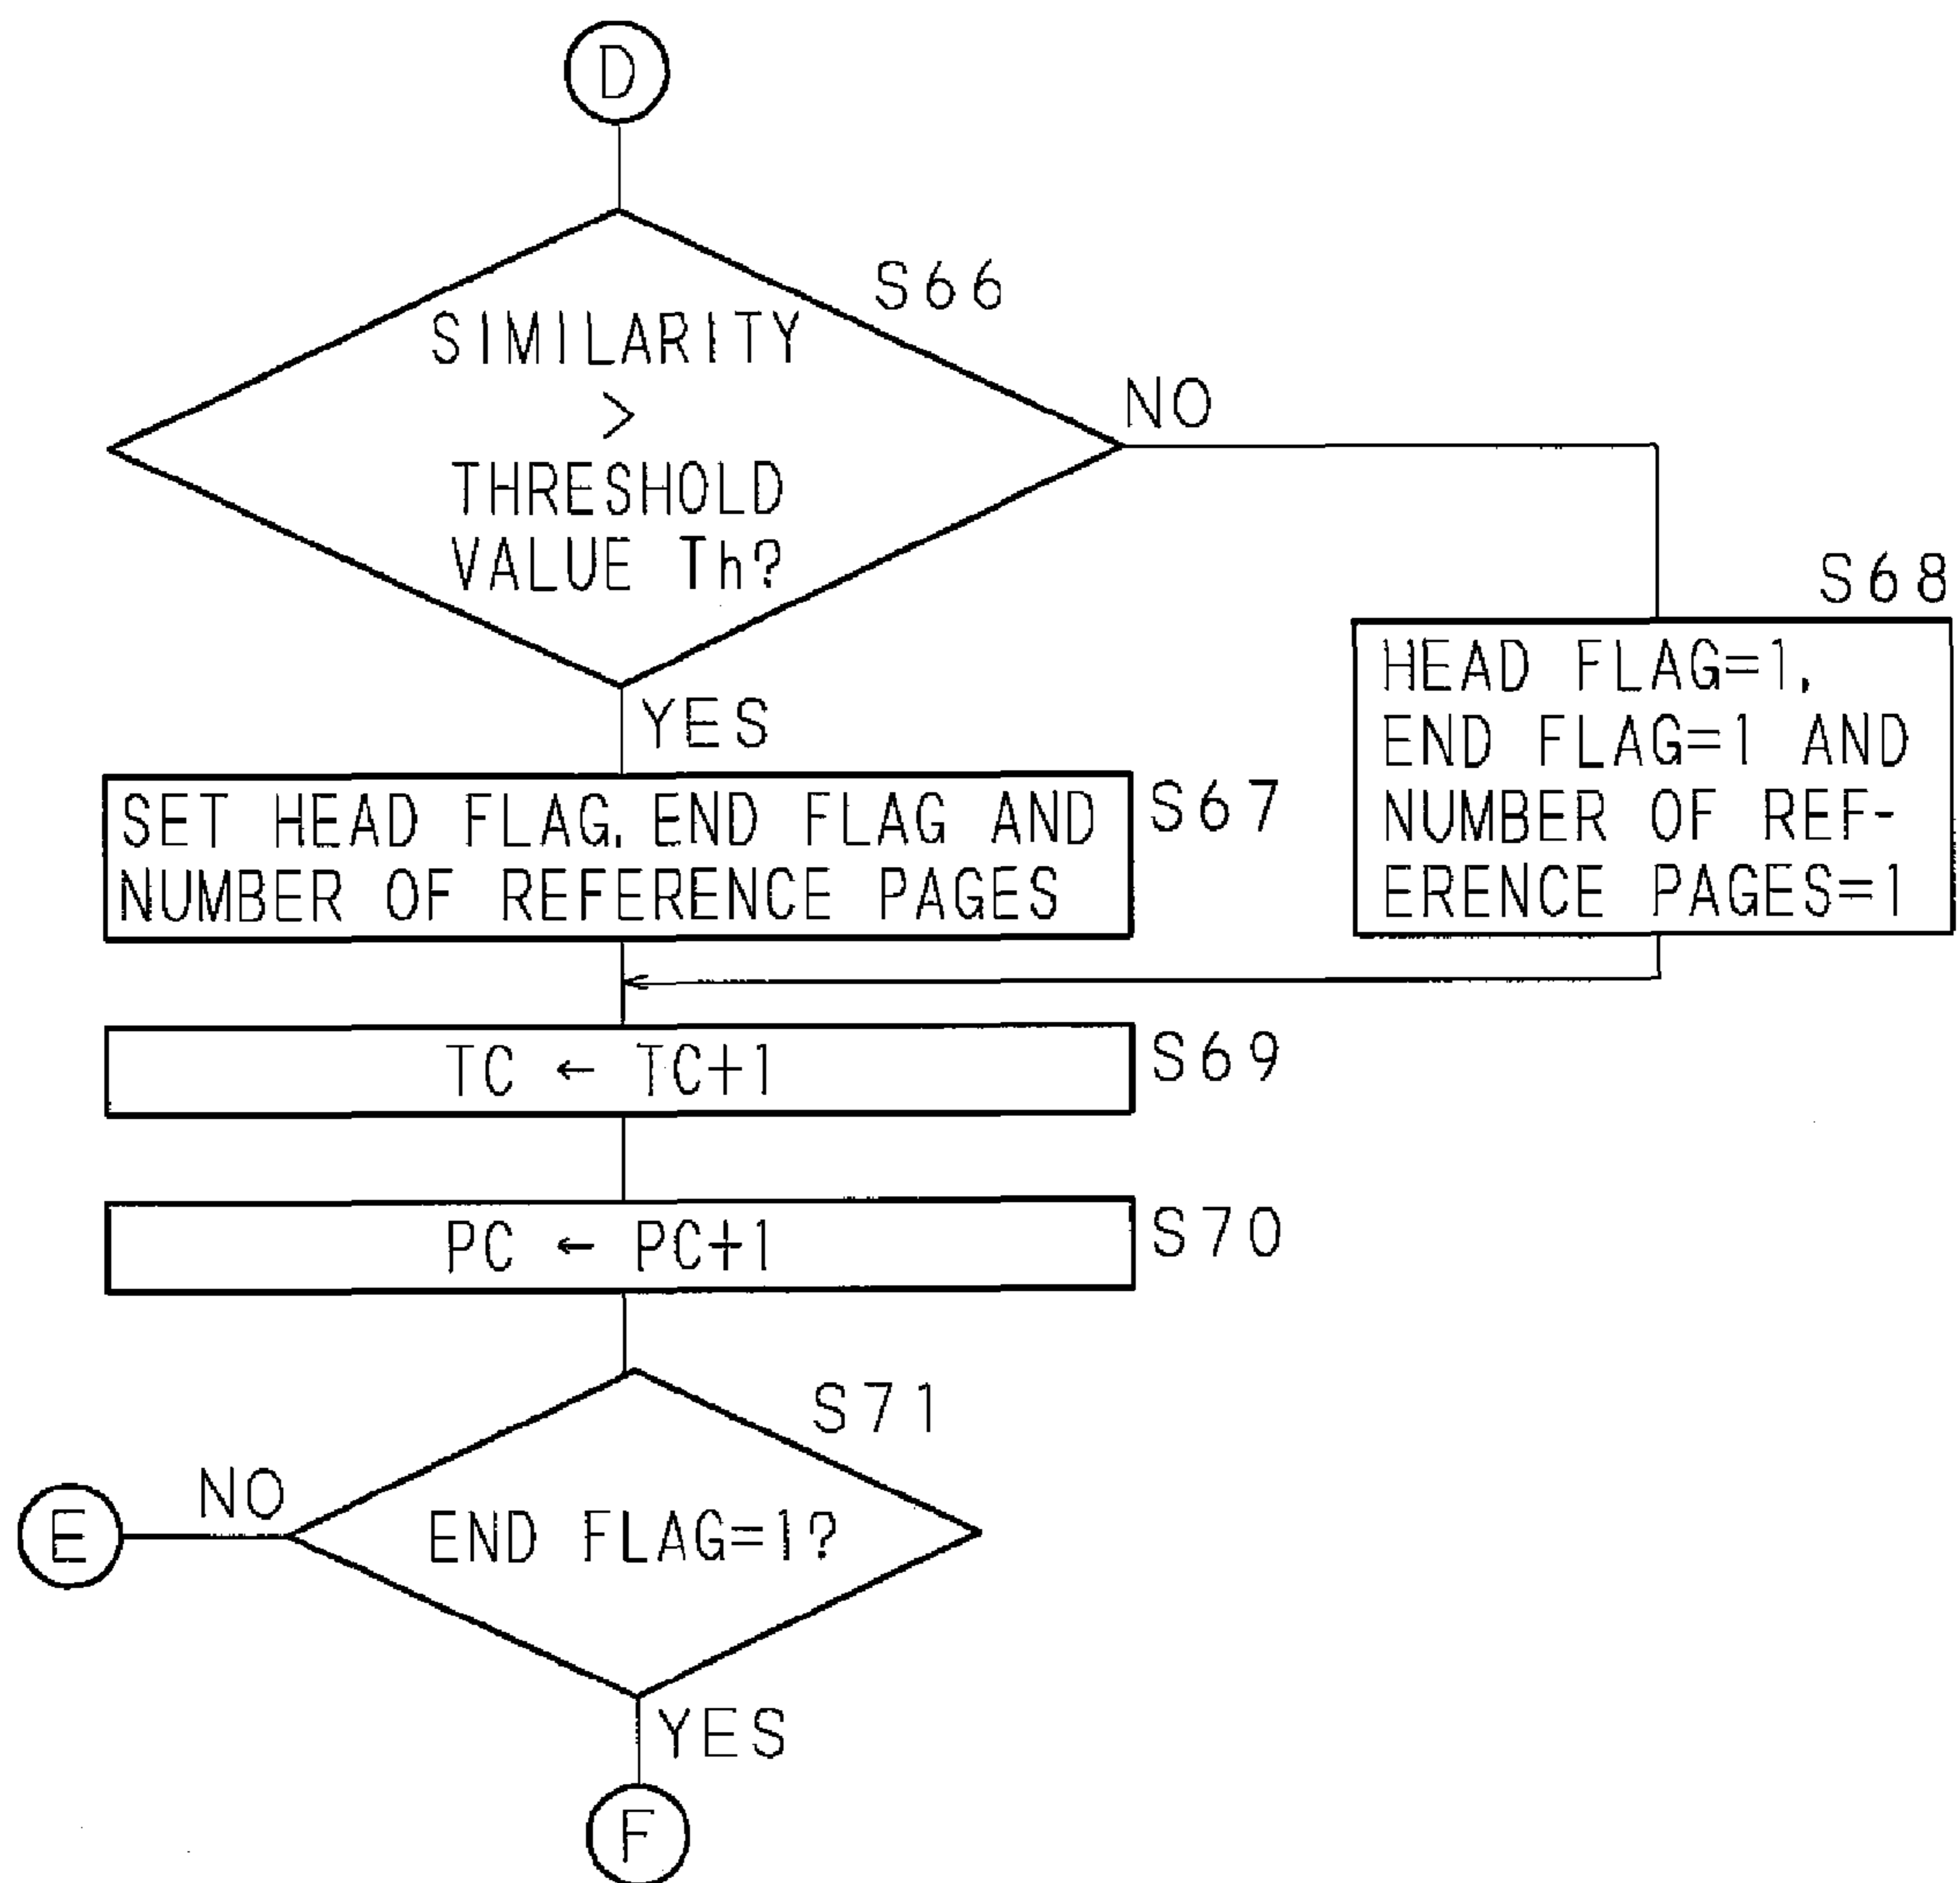 D
S66
SIMILARITY
>
THRESHOLD
VALUE Th?
NO
YES
S68
HEAD FLAG=1,
END FLAG=1 AND
NUMBER OF REF-
ERENCE PAGES=1
S67
SET HEAD FLAG, END FLAG AND
NUMBER OF REFERENCE PAGES
TC ← TC+1
S69
PC ← PC+1
S70
S71
END FLAG=1?
NO
E
YES
F